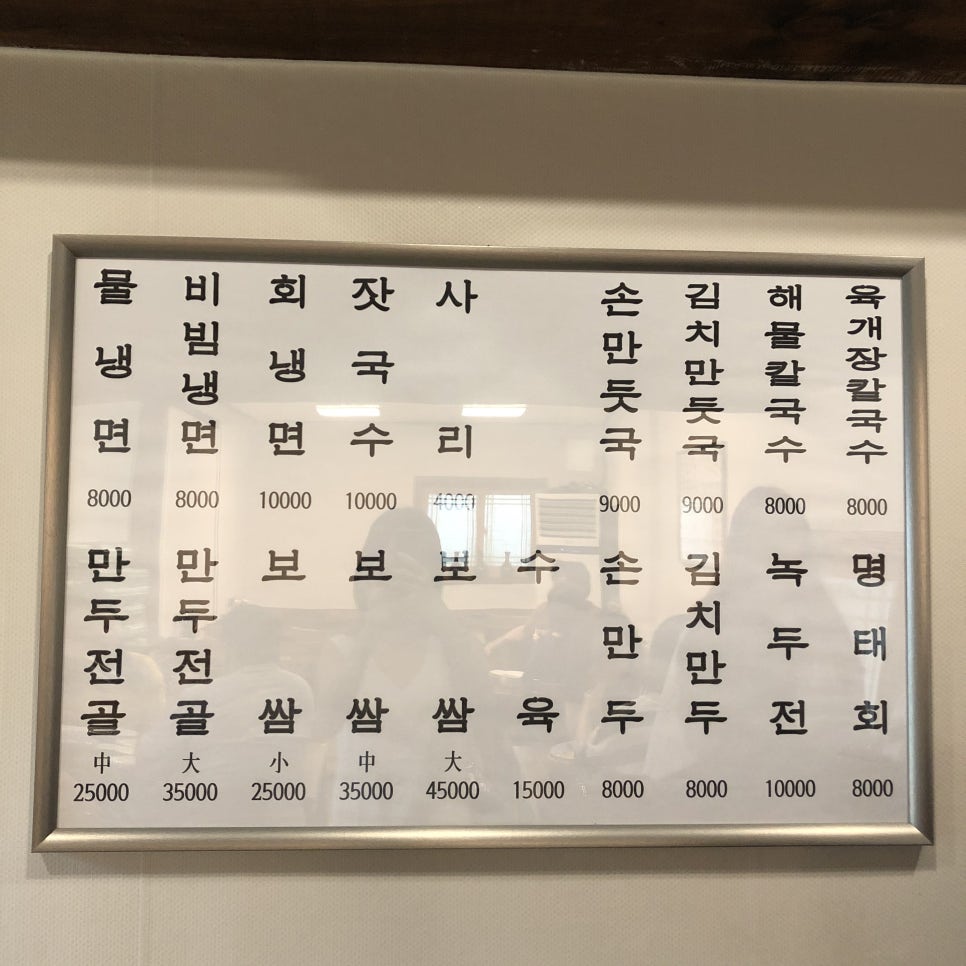 물냉면 8000
비빔냉면 8000
회냉면 10000
잣국수 10000
사리 4000
손만둣국 9000
김치만둣국 9000
해물칼국수 8000
육개장칼국수 8000
만두전골 中 25000
만두전골 大 35000
보쌈 小 25000
보쌈 中 35000
보쌈 大 45000
수육 15000
손만두 8000
김치만두 8000
녹두전 10000
명태회 8000